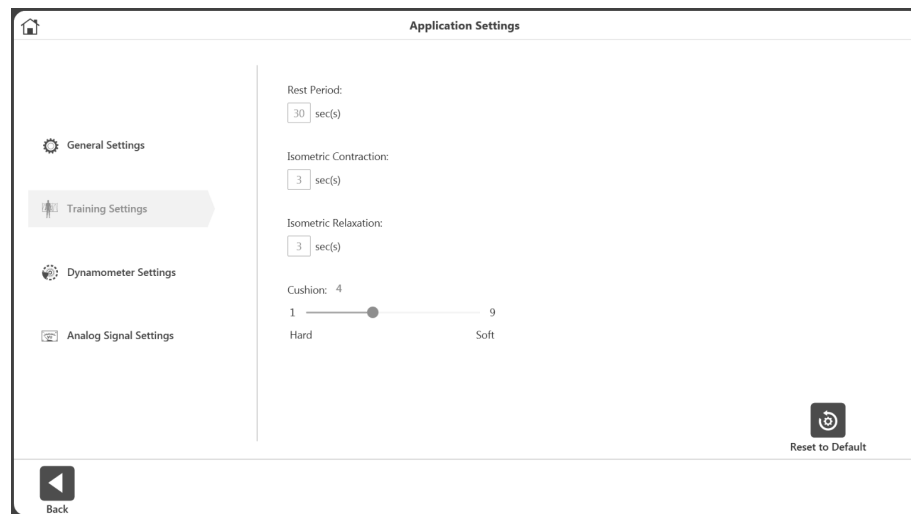 Application Settings
General Settings
Training Settings
Dynamometer Settings
Analog Signal Settings
Rest Period:
30 sec(s)
Isometric Contraction:
3 sec(s)
Isometric Relaxation:
3 sec(s)
Cushion: 4
1 9
Hard Soft
Reset to Default
Back